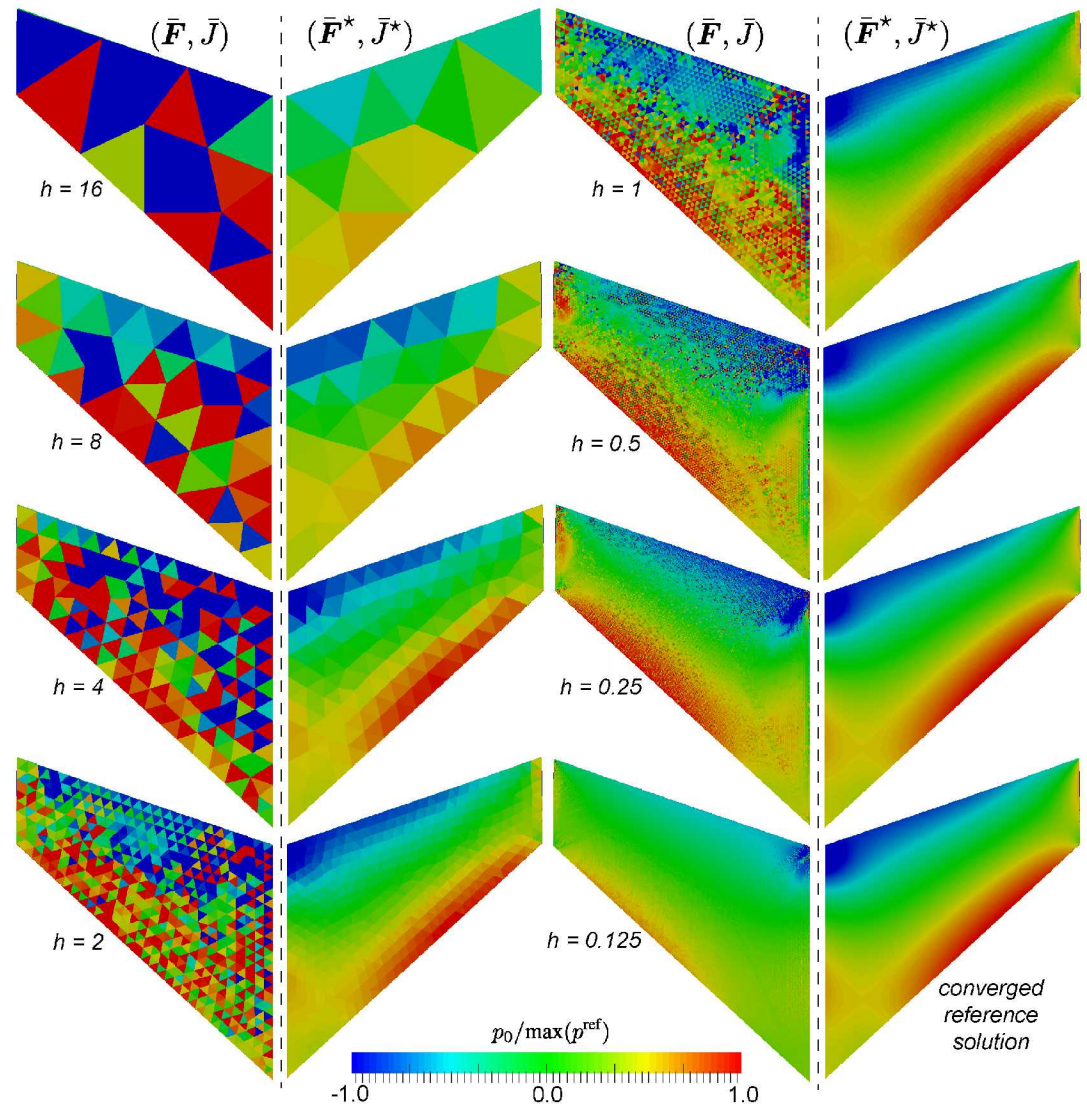 (F̄, J̄) (F̄*, J̄*) (F̄, J̄) (F̄*, J̄*)
h = 16
h = 1
h = 8
h = 0.5
h = 4
h = 0.25
h = 2
h = 0.125
converged
reference
solution
p₀/max(p^ref)
-1.0 0.0 1.0